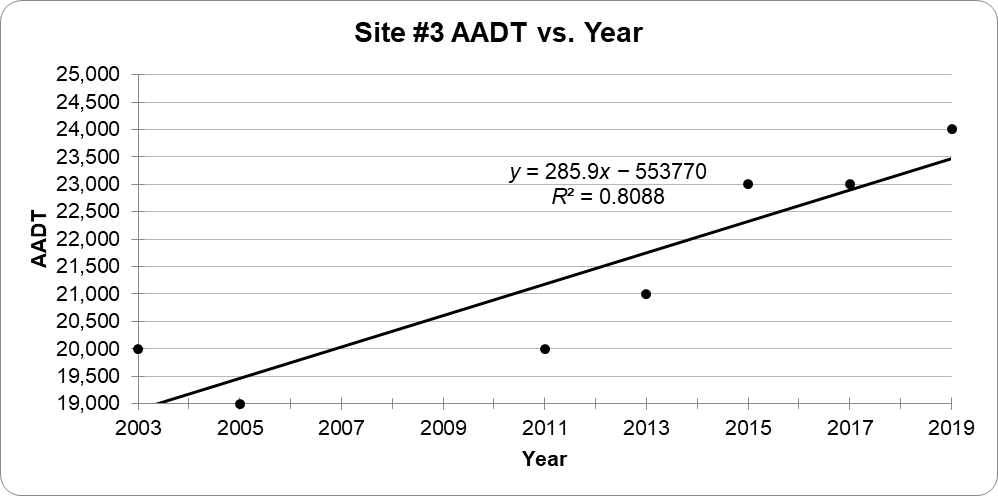 Site #3 AADT vs. Year
25,000
24,500
24,000
23,500
23,000
22,500
22,000
21,500
21,000
20,500
20,000
19,500
19,000
AADT
y = 285.9x − 553770
R² = 0.8088
2003 2005 2007 2009 2011 2013 2015 2017 2019
Year